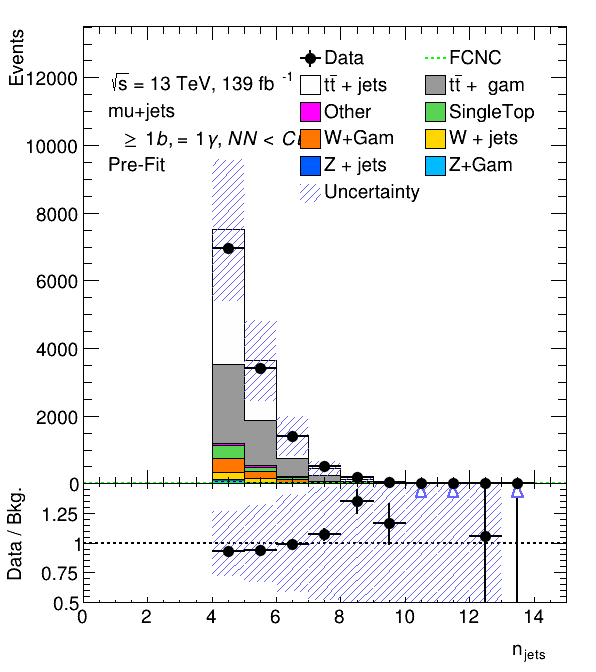 Events
12000
10000
8000
6000
4000
2000
0
√s = 13 TeV, 139 fb⁻¹
mu+jets
≥ 1b, = 1γ, NN <
Pre-Fit
Data
FCNC
tt̄ + jets
tt̄ + gam
Other
SingleTop
W+Gam
W + jets
Z + jets
Z+Gam
Uncertainty
Data / Bkg.
1.25
1
0.75
0.5
0 2 4 6 8 10 12 14
n_jets